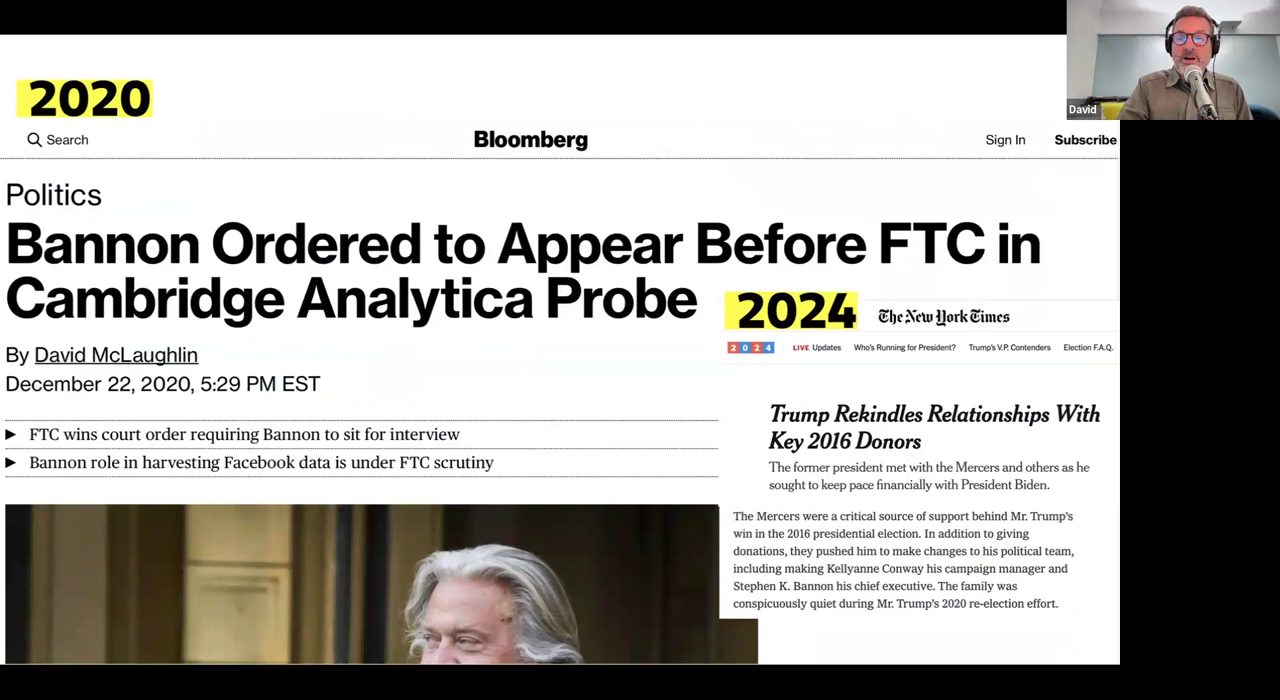 David
2020
Search
Bloomberg
Sign In
Subscribe
Politics
Bannon Ordered to Appear Before FTC in
Cambridge Analytica Probe
By David McLaughlin
December 22, 2020, 5:29 PM EST
FTC wins court order requiring Bannon to sit for interview
Bannon role in harvesting Facebook data is under FTC scrutiny
2024
The New York Times
2024
LIVE Updates
Who's Running for President?
Trump's V.P. Contenders
Election F.A.Q.
Trump Rekindles Relationships With
Key 2016 Donors
The former president met with the Mercers and others as he
sought to keep pace financially with President Biden.
The Mercers were a critical source of support behind Mr. Trump's
win in the 2016 presidential election. In addition to giving
donations, they pushed him to make changes to his political team,
including making Kellyanne Conway his campaign manager and
Stephen K. Bannon his chief executive. The family was
conspicuously quiet during Mr. Trump's 2020 re-election effort.